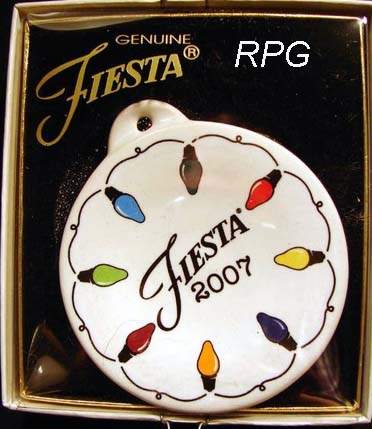 GENUINE
FIESTA®
RPG
FIESTA®
2007